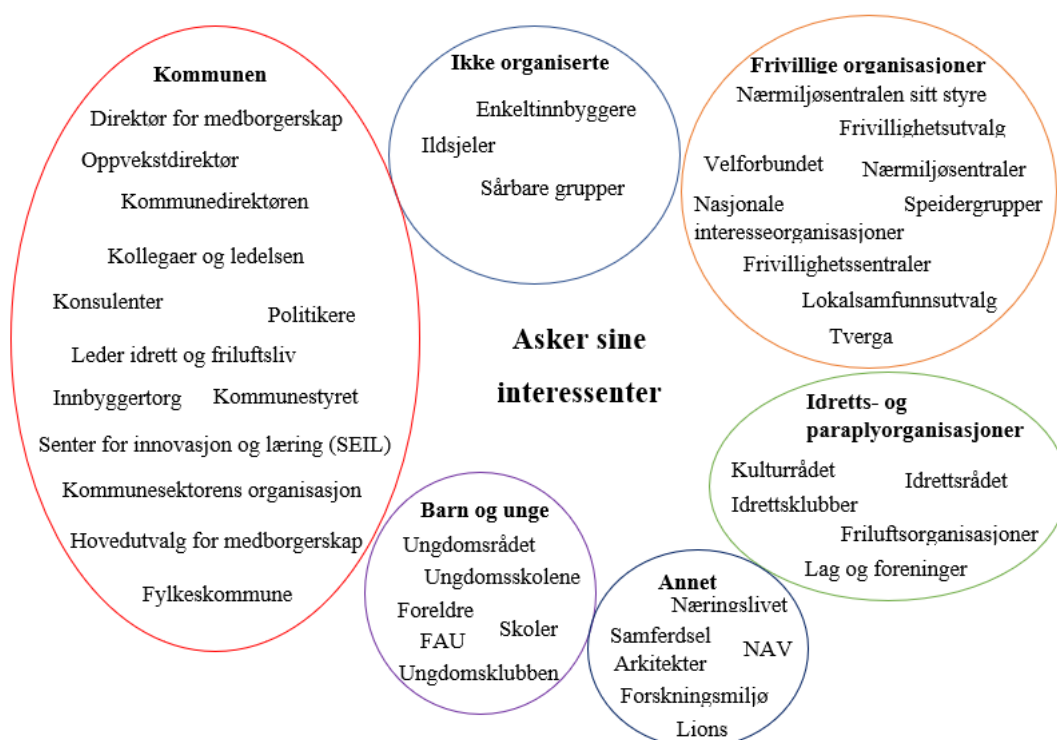 Kommunen
Direktør for medborgerskap
Oppvekstdirektør
Kommunedirektøren
Kollegaer og ledelsen
Konsulenter
Politikere
Leder idrett og friluftsliv
Innbyggertorg
Kommunestyret
Senter for innovasjon og læring (SEIL)
Kommunesektorens organisasjon
Hovedutvalg for medborgerskap
Fylkeskommune
Ikke organiserte
Enkeltinnbyggere
Ildsjeler
Sårbare grupper
Frivillige organisasjoner
Nærmiljøsentralen sitt styre
Frivillighetsutvalg
Velforbundet
Nærmiljøsentraler
Nasjonale
interesseorganisasjoner
Speidergrupper
Frivillighetssentraler
Lokalsamfunnsutvalg
Tverga
Asker sine
interessenter
Idretts- og
paraplyorganisasjoner
Kulturrådet
Idrettsrådet
Idrettsklubber
Friluftsorganisasjoner
Lag og foreninger
Barn og unge
Ungdomsrådet
Ungdomsskolene
Foreldre
Skoler
FAU
Ungdomsklubben
Annet
Næringslivet
Samferdsel
NAV
Arkitekter
Forskningsmiljø
Lions